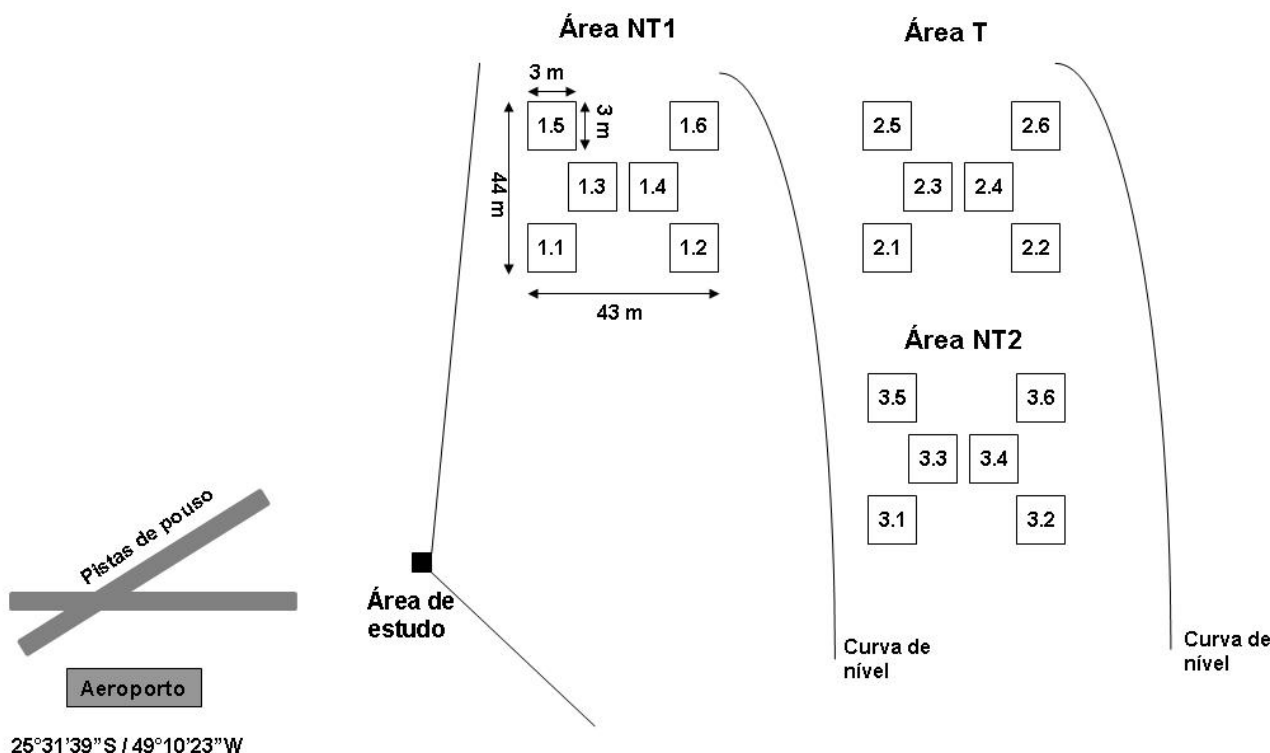 Área NT1
Área T
3 m
3 m
1.5
1.6
2.5
2.6
1.3
1.4
2.3
2.4
44 m
1.1
1.2
2.1
2.2
43 m
Área NT2
3.5
3.6
3.3
3.4
3.1
3.2
Pistas de pouso
Área de
estudo
Curva de
nível
Curva de
nível
Aeroporto
25°31’39”S / 49°10’23”W